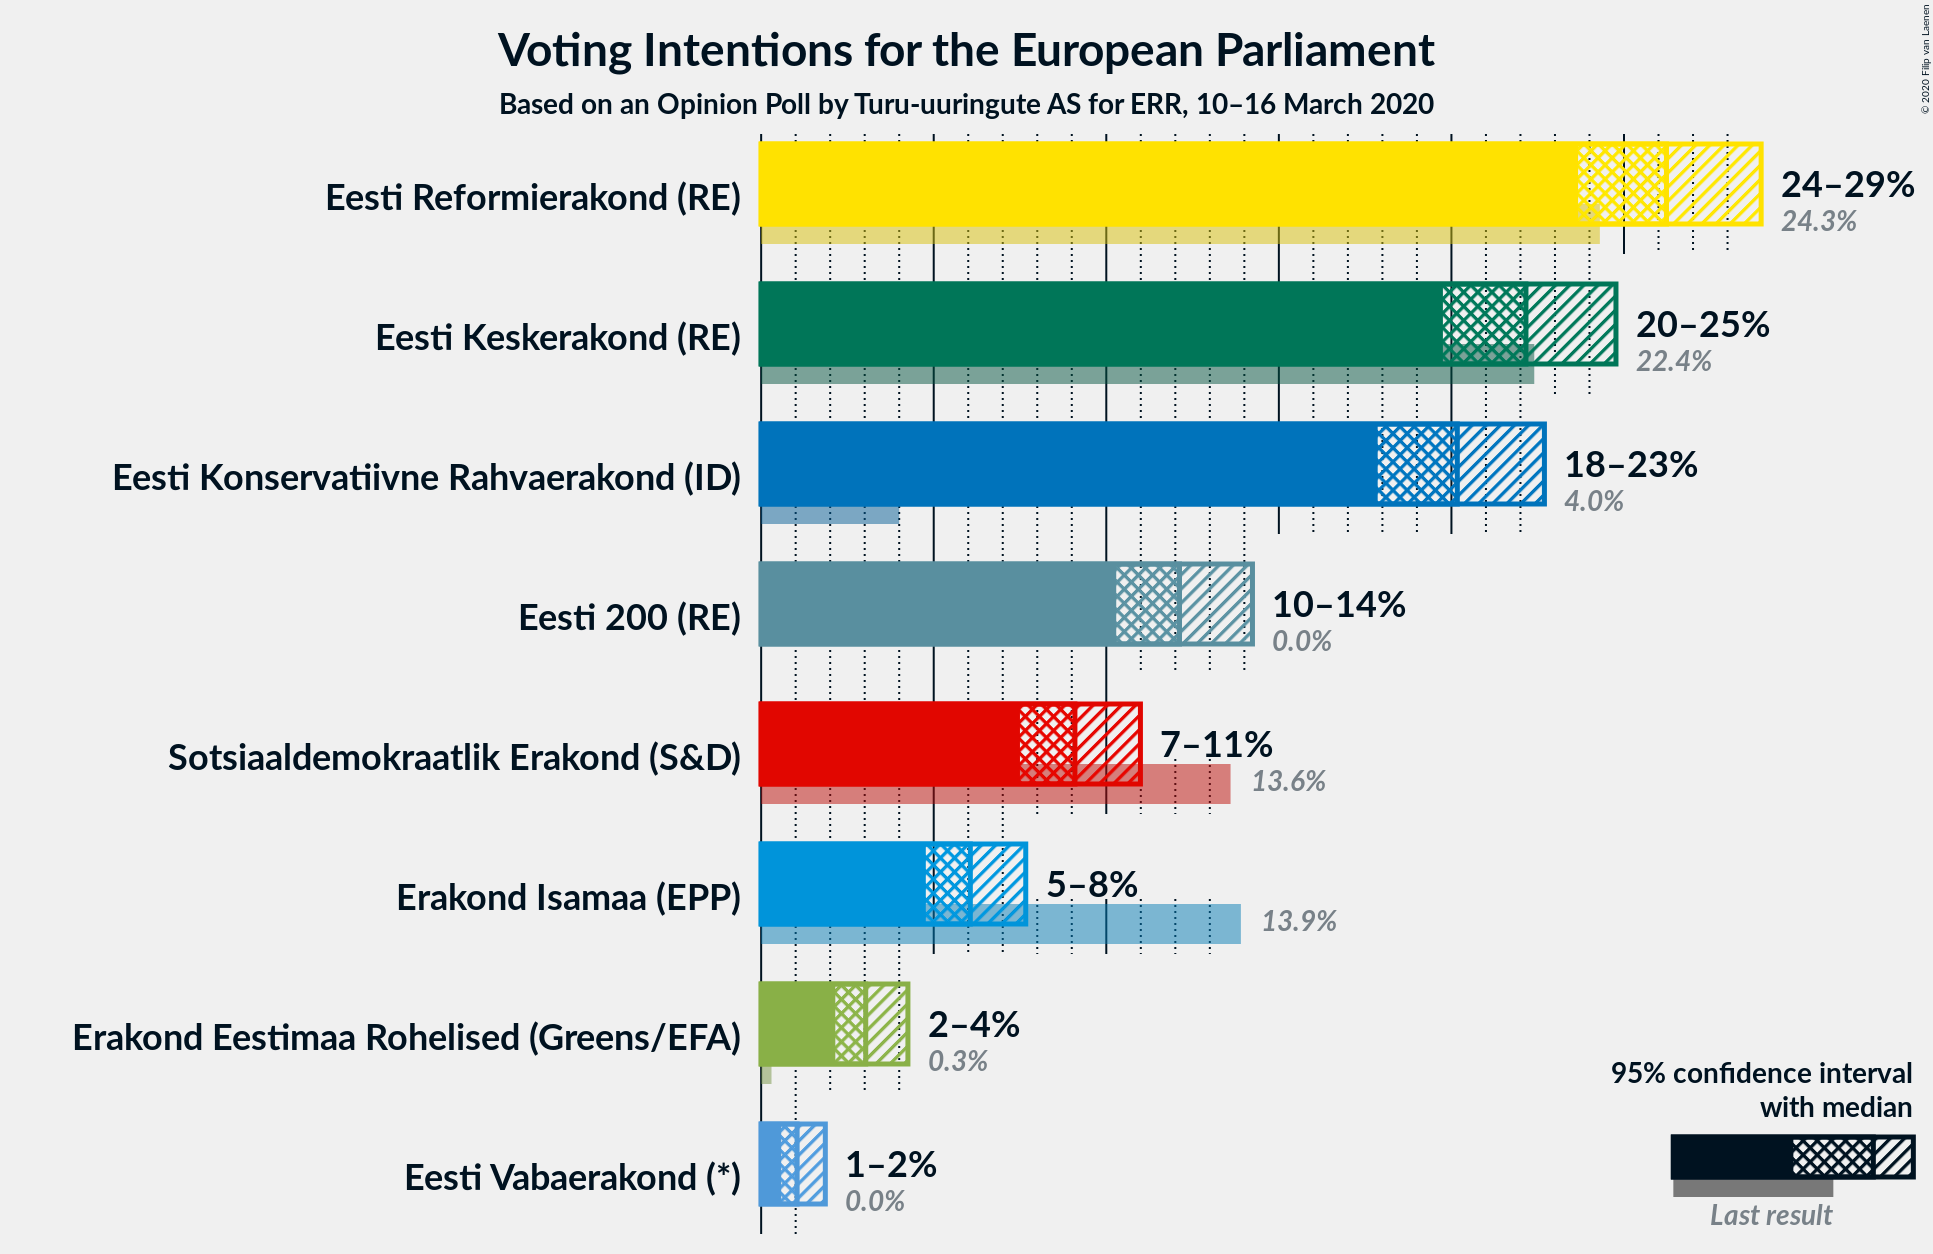 Voting Intentions for the European Parliament
Based on an Opinion Poll by Turu-uuringute AS for ERR, 10–16 March 2020
© 2020 Filip van Laenen
Eesti Reformierakond (RE)
24–29%
24.3%
Eesti Keskerakond (RE)
20–25%
22.4%
Eesti Konservatiivne Rahvaerakond (ID)
18–23%
4.0%
Eesti 200 (RE)
10–14%
0.0%
Sotsiaaldemokraatlik Erakond (S&D)
7–11%
13.6%
Erakond Isamaa (EPP)
5–8%
13.9%
Erakond Eestimaa Rohelised (Greens/EFA)
2–4%
0.3%
Eesti Vabaerakond (*)
1–2%
0.0%
95% confidence interval
with median
Last result